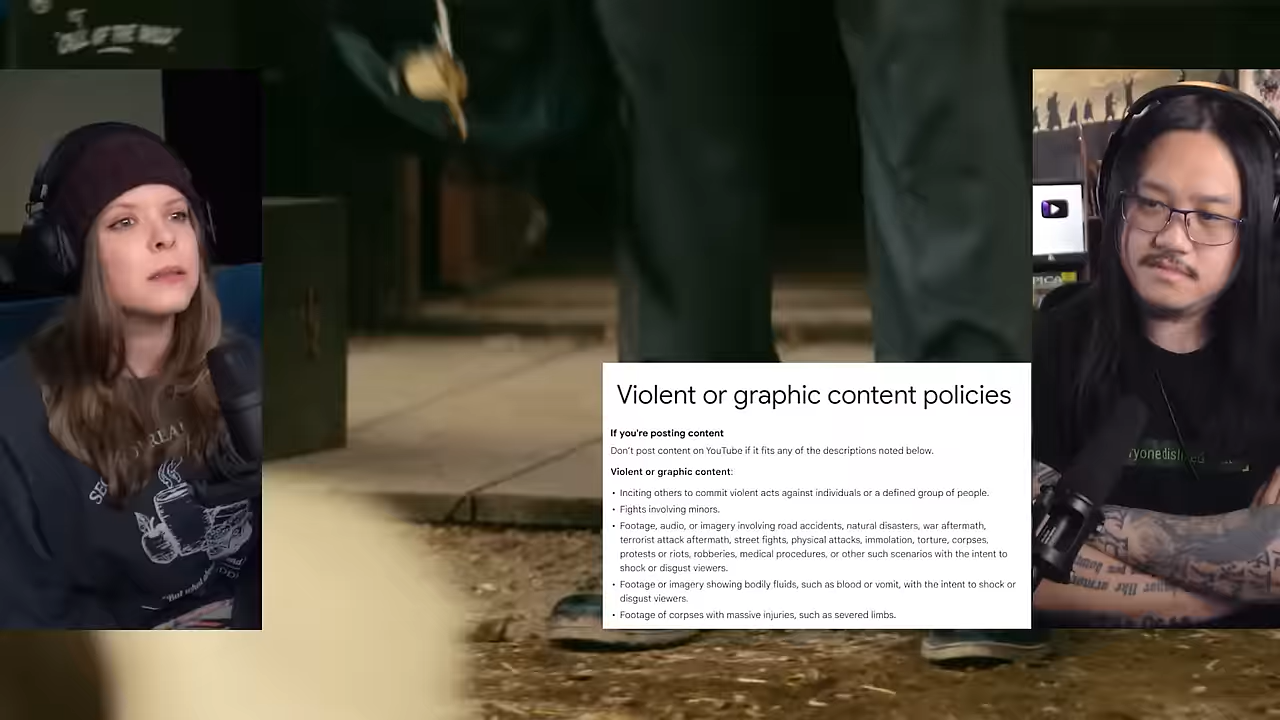 Violent or graphic content policies
If you're posting content
Don't post content on YouTube if it fits any of the descriptions noted below.
Violent or graphic content:
• Inciting others to commit violent acts against individuals or a defined group of people.
• Fights involving minors.
• Footage, audio, or imagery involving road accidents, natural disasters, war aftermath,
terrorist attack aftermath, street fights, physical attacks, immolation, torture, corpses,
protests or riots, robberies, medical procedures, or other such scenarios with the intent to
shock or disgust viewers.
• Footage or imagery showing bodily fluids, such as blood or vomit, with the intent to shock or
disgust viewers.
• Footage of corpses with massive injuries, such as severed limbs.